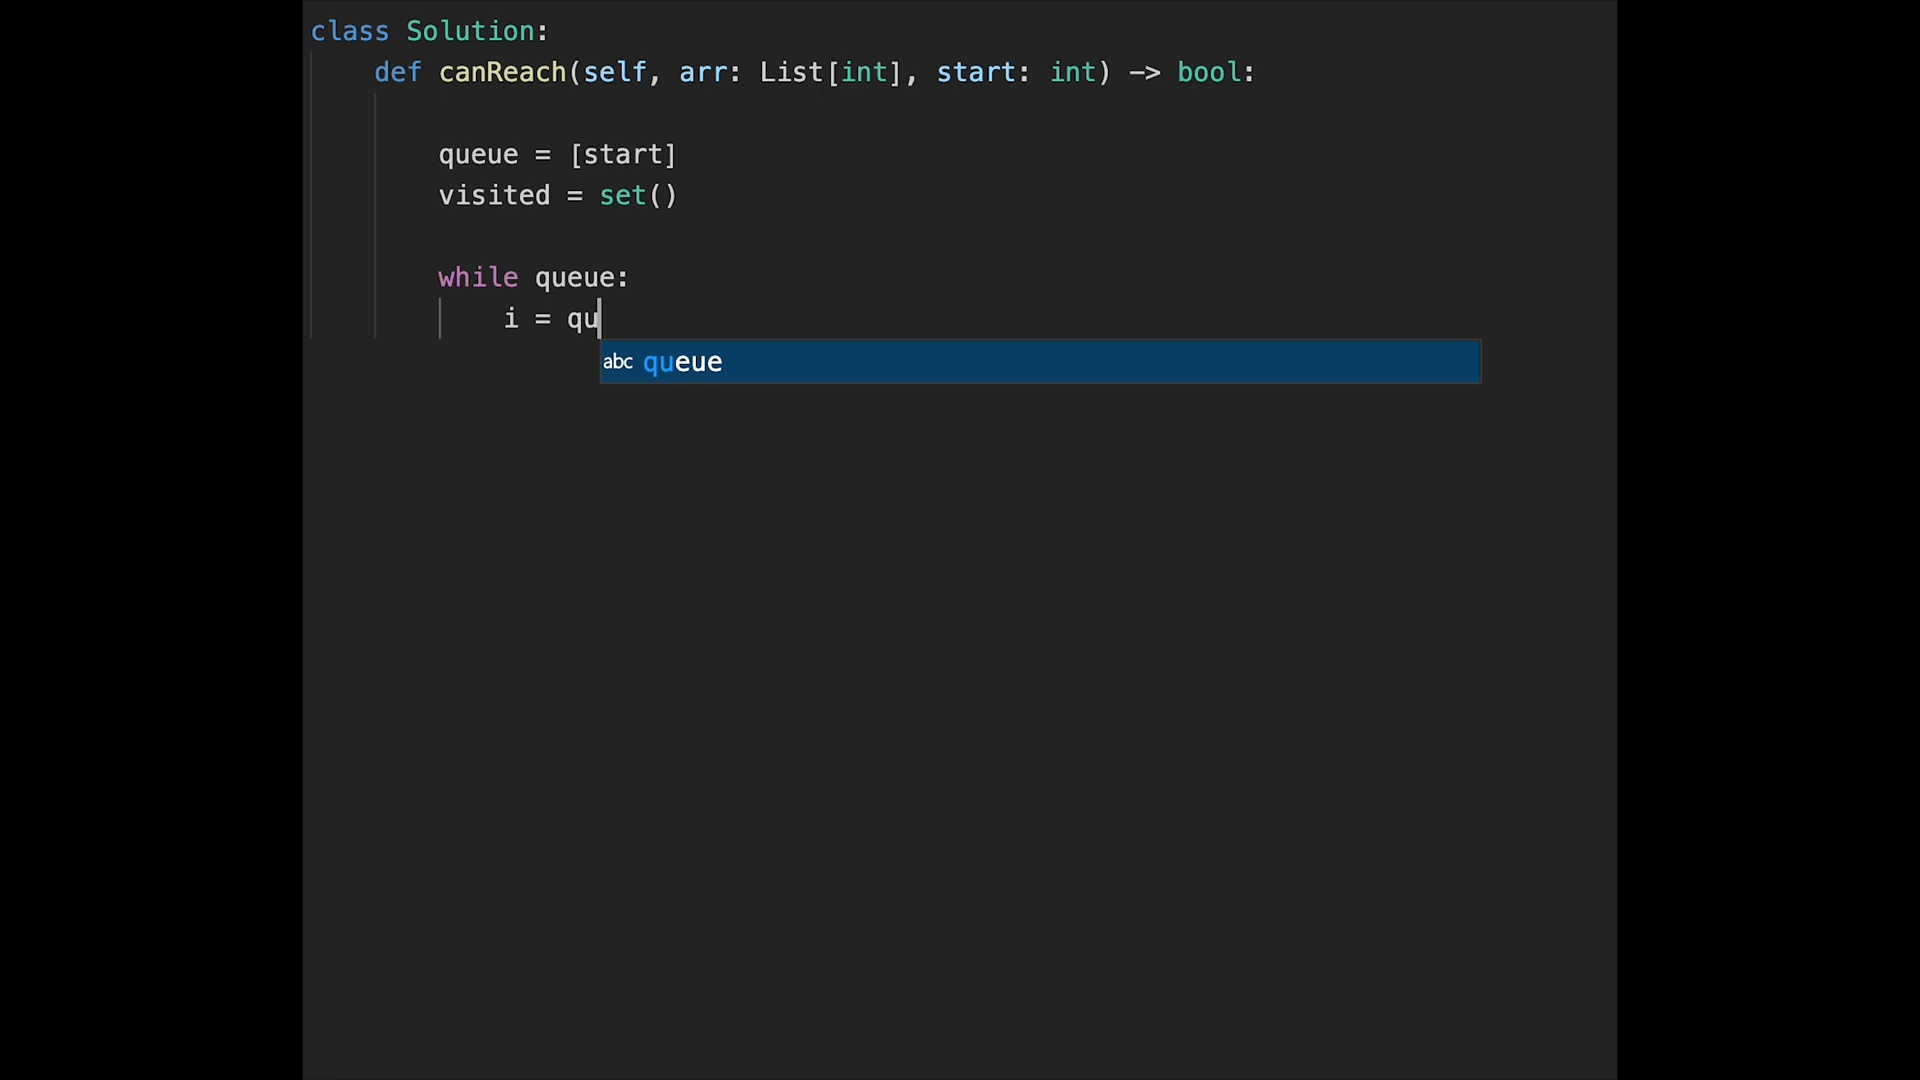 class Solution:
    def canReach(self, arr: List[int], start: int) -> bool:
        queue = [start]
        visited = set()
        while queue:
            i = qu
abc queue